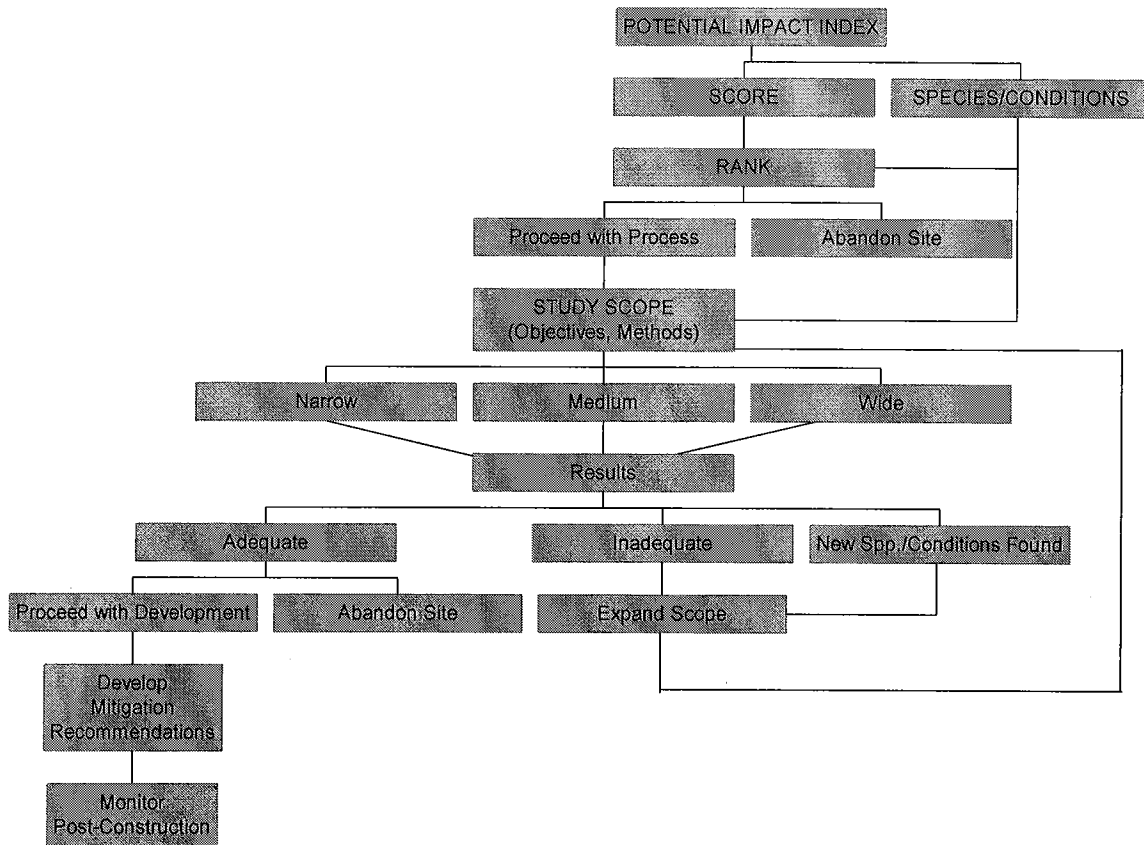 POTENTIAL IMPACT INDEX
SCORE
SPECIES/CONDITIONS
RANK
Proceed with Process
Abandon Site
STUDY SCOPE
(Objectives, Methods)
Narrow
Medium
Wide
Results
Adequate
Inadequate
New Spp./Conditions Found
Proceed with Development
Abandon Site
Expand Scope
Develop
Mitigation
Recommendations
Monitor
Post-Construction